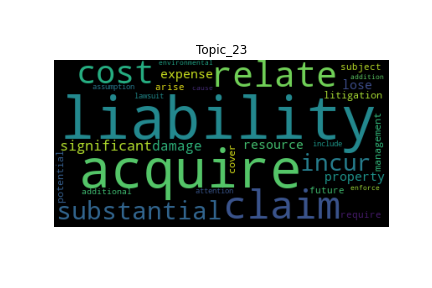 Topic_23
environmental
cost
expense
relate
subject
addition
assumption
arise
cause
lose
lawsuit
litigation
liability
significant
damage
resource
include
management
cover
acquire
incur
potential
property
additional
attention
future
enforce
substantial
claim
require